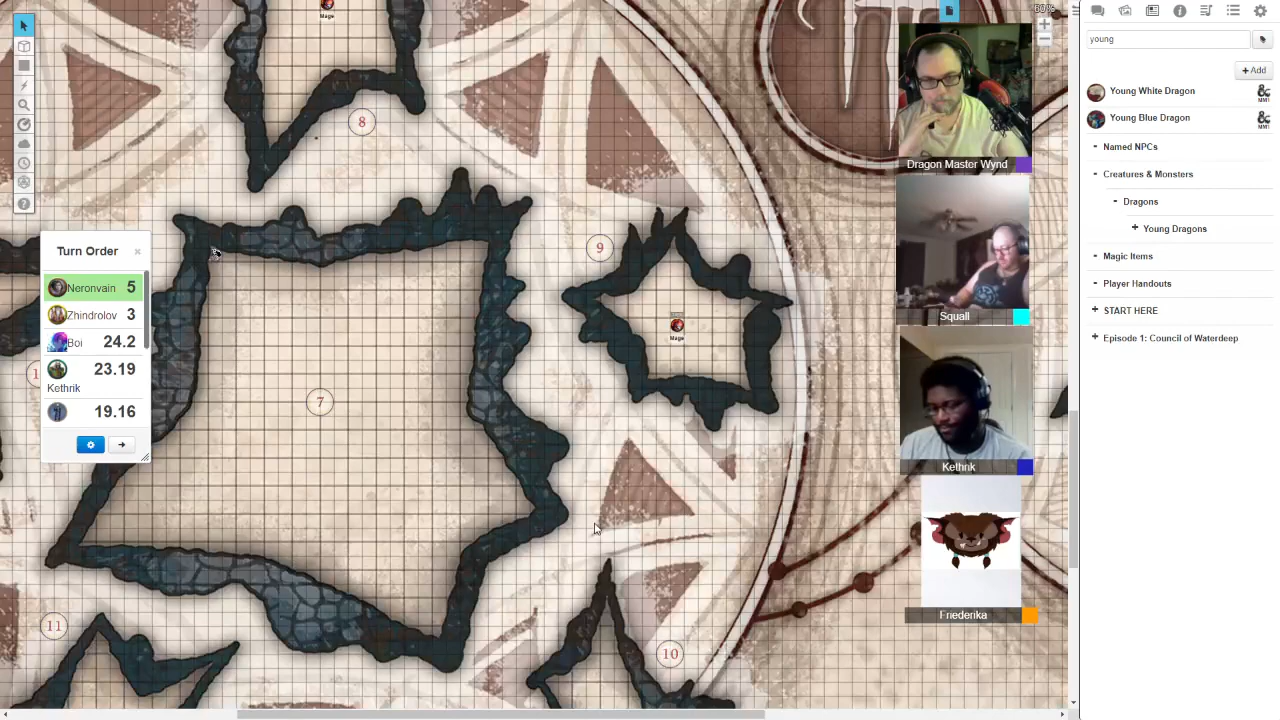 Mage
8
9
Mage
7
11
10
Turn Order ×
Neronvain 5
Zhindrolov 3
Boi 24.2
23.19
Kethrik
19.16
Dragon Master Wynd
Squall
Kethrik
Friederika
young
+ Add
Young White Dragon
Young Blue Dragon
Named NPCs
Creatures & Monsters
Dragons
Young Dragons
Magic Items
Player Handouts
START HERE
Episode 1: Council of Waterdeep